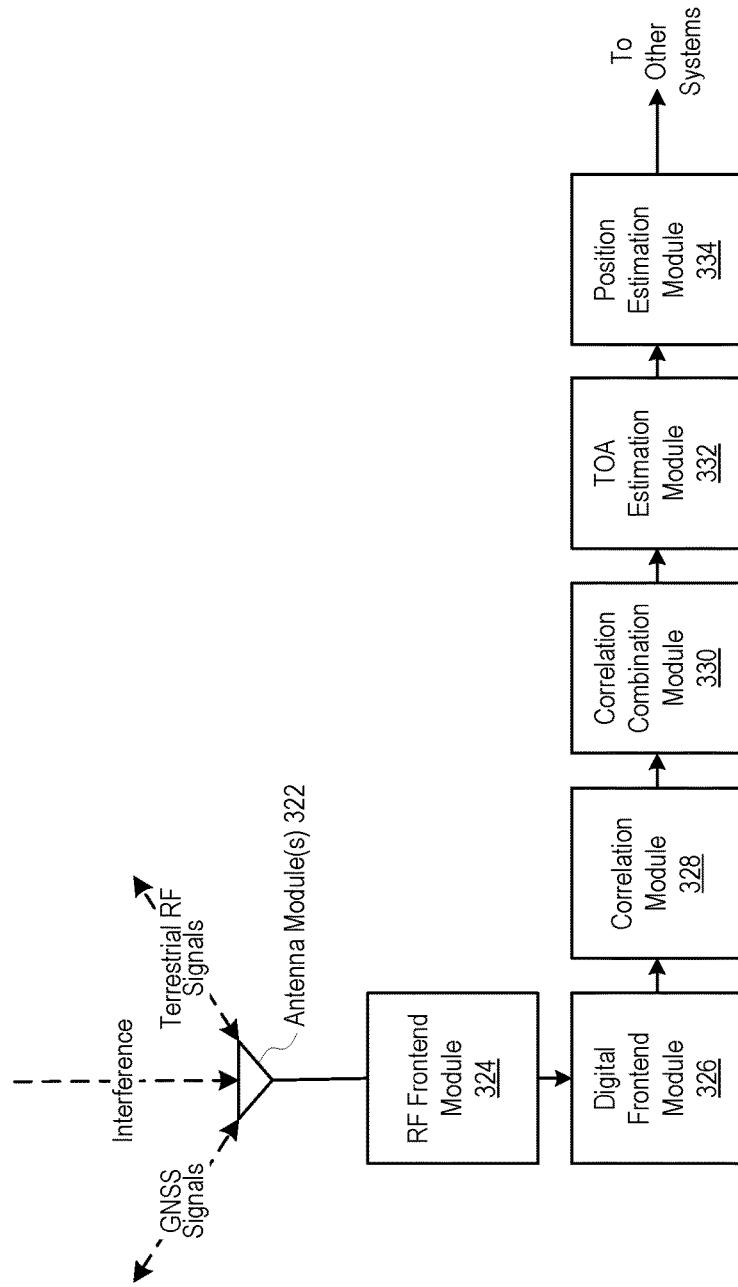 GNSS
Signals
Interference
Terrestrial RF
Signals
Antenna Module(s) 322
RF Frontend
Module
324
Digital
Frontend
Module
326
Correlation
Module
328
Correlation
Combination
Module
330
TOA
Estimation
Module
332
Position
Estimation
Module
334
To
Other
Systems